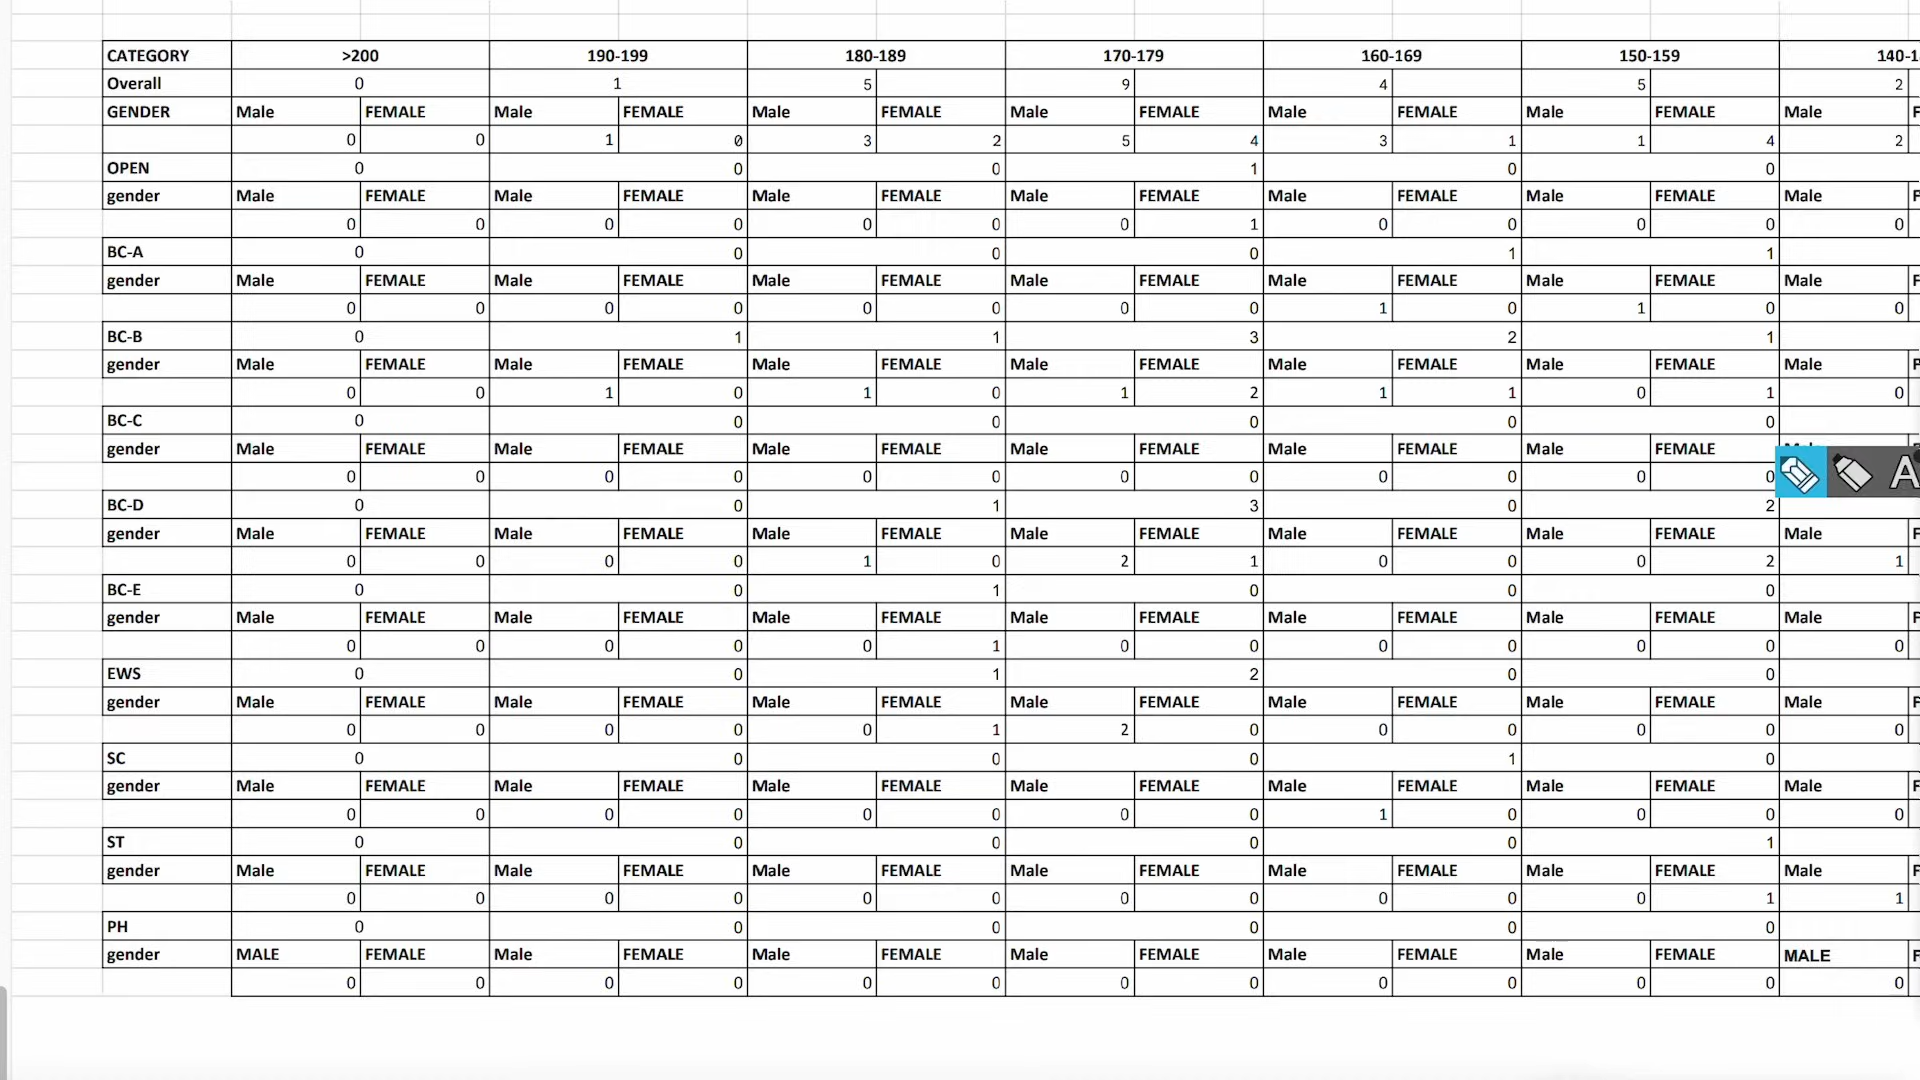 CATEGORY >200 190-199 180-189 170-179 160-169 150-159 140-1
Overall 0 1 5 9 4 5 2
GENDER Male FEMALE Male FEMALE Male FEMALE Male FEMALE Male FEMALE Male FEMALE Male F
0 0 1 0 3 2 5 4 3 1 1 4 2
OPEN 0 0 0 1 0 0
gender Male FEMALE Male FEMALE Male FEMALE Male FEMALE Male FEMALE Male FEMALE Male F
0 0 0 0 0 0 0 1 0 0 0 0 0
BC-A 0 0 0 0 1 1
gender Male FEMALE Male FEMALE Male FEMALE Male FEMALE Male FEMALE Male FEMALE Male F
0 0 0 0 0 0 0 0 1 0 1 0 0
BC-B 0 1 1 3 2 1
gender Male FEMALE Male FEMALE Male FEMALE Male FEMALE Male FEMALE Male FEMALE Male F
0 0 1 0 1 0 1 2 1 1 0 1 0
BC-C 0 0 0 0 0 0
gender Male FEMALE Male FEMALE Male FEMALE Male FEMALE Male FEMALE Male FEMALE
0 0 0 0 0 0 0 0 0 0 0 0 A
BC-D 0 0 1 3 0 2
gender Male FEMALE Male FEMALE Male FEMALE Male FEMALE Male FEMALE Male FEMALE Male F
0 0 0 0 1 0 2 1 0 0 0 2 1
BC-E 0 0 1 0 0 0
gender Male FEMALE Male FEMALE Male FEMALE Male FEMALE Male FEMALE Male FEMALE Male F
0 0 0 0 0 1 0 0 0 0 0 0 0
EWS 0 0 1 2 0 0
gender Male FEMALE Male FEMALE Male FEMALE Male FEMALE Male FEMALE Male FEMALE Male F
0 0 0 0 0 1 2 0 0 0 0 0 0
SC 0 0 0 0 1 0
gender Male FEMALE Male FEMALE Male FEMALE Male FEMALE Male FEMALE Male FEMALE Male F
0 0 0 0 0 0 0 0 1 0 0 0 0
ST 0 0 0 0 0 1
gender Male FEMALE Male FEMALE Male FEMALE Male FEMALE Male FEMALE Male FEMALE Male F
0 0 0 0 0 0 0 0 0 0 0 1 1
PH 0 0 0 0 0 0
gender MALE FEMALE Male FEMALE Male FEMALE Male FEMALE Male FEMALE Male FEMALE MALE F
0 0 0 0 0 0 0 0 0 0 0 0 0